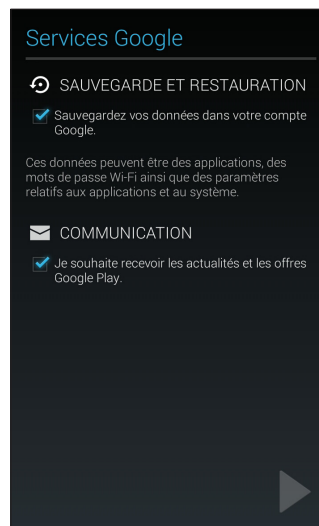 Services Google
SAUVEGARDE ET RESTAURATION
Sauvegardez vos données dans votre compte
Google.
Ces données peuvent être des applications, des
mots de passe Wi-Fi ainsi que des paramètres
relatifs aux applications et au système.
COMMUNICATION
Je souhaite recevoir les actualités et les offres
Google Play.